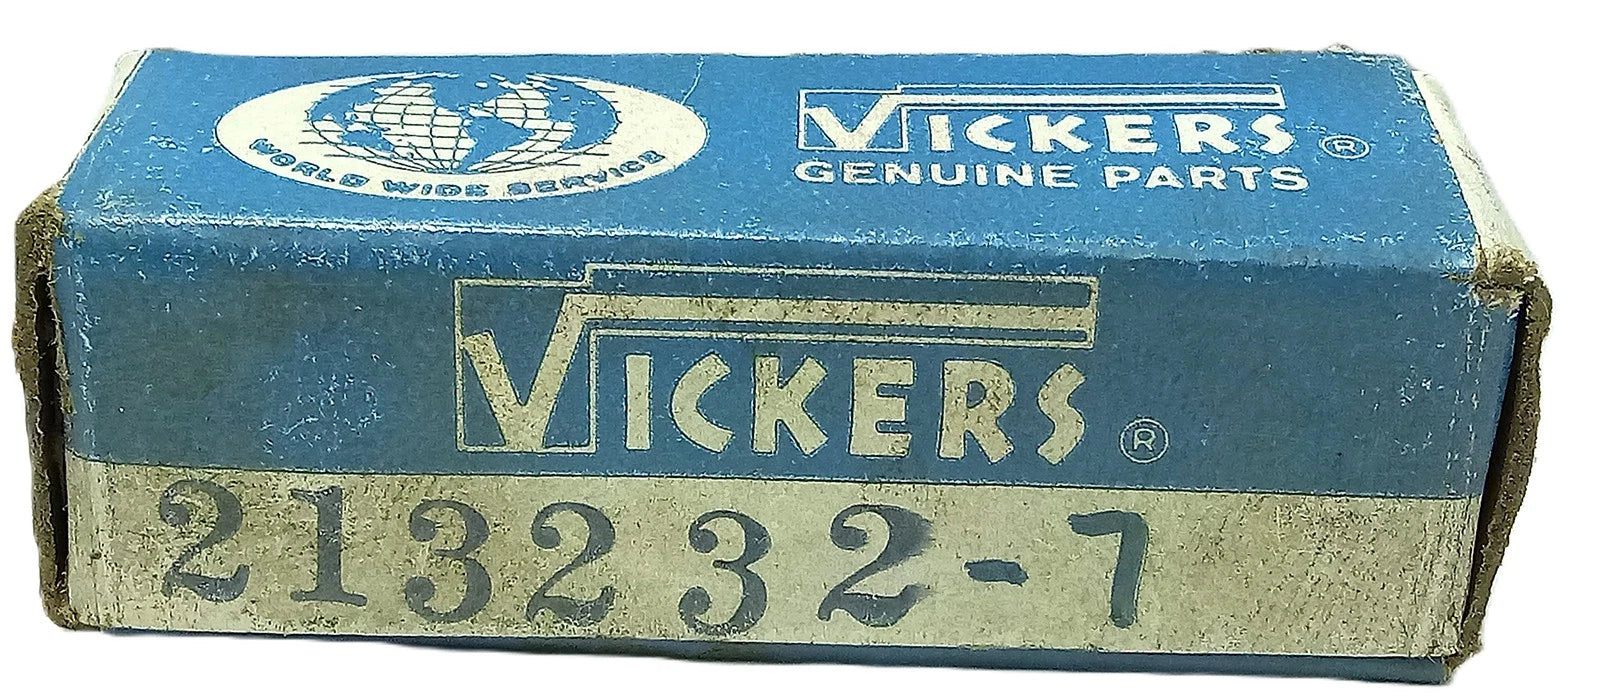 WORLD WIDE SERVICE
VICKERS ®
GENUINE PARTS
VICKERS ®
213232-7